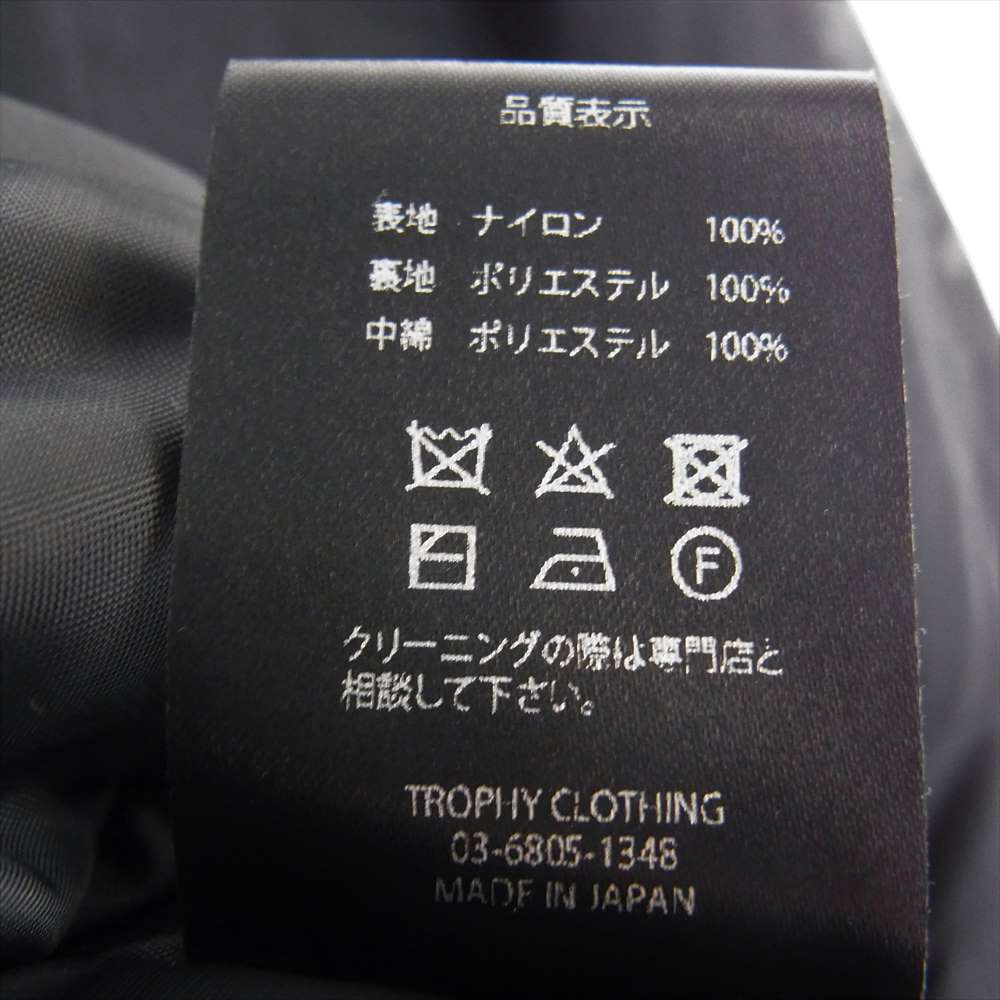 品質表示
表地 ナイロン 100%
裏地 ポリエステル 100%
中綿 ポリエステル 100%
F
クリーニングの際は専門店と
相談して下さい。
TROPHY CLOTHING
03-6805-1348
MADE IN JAPAN